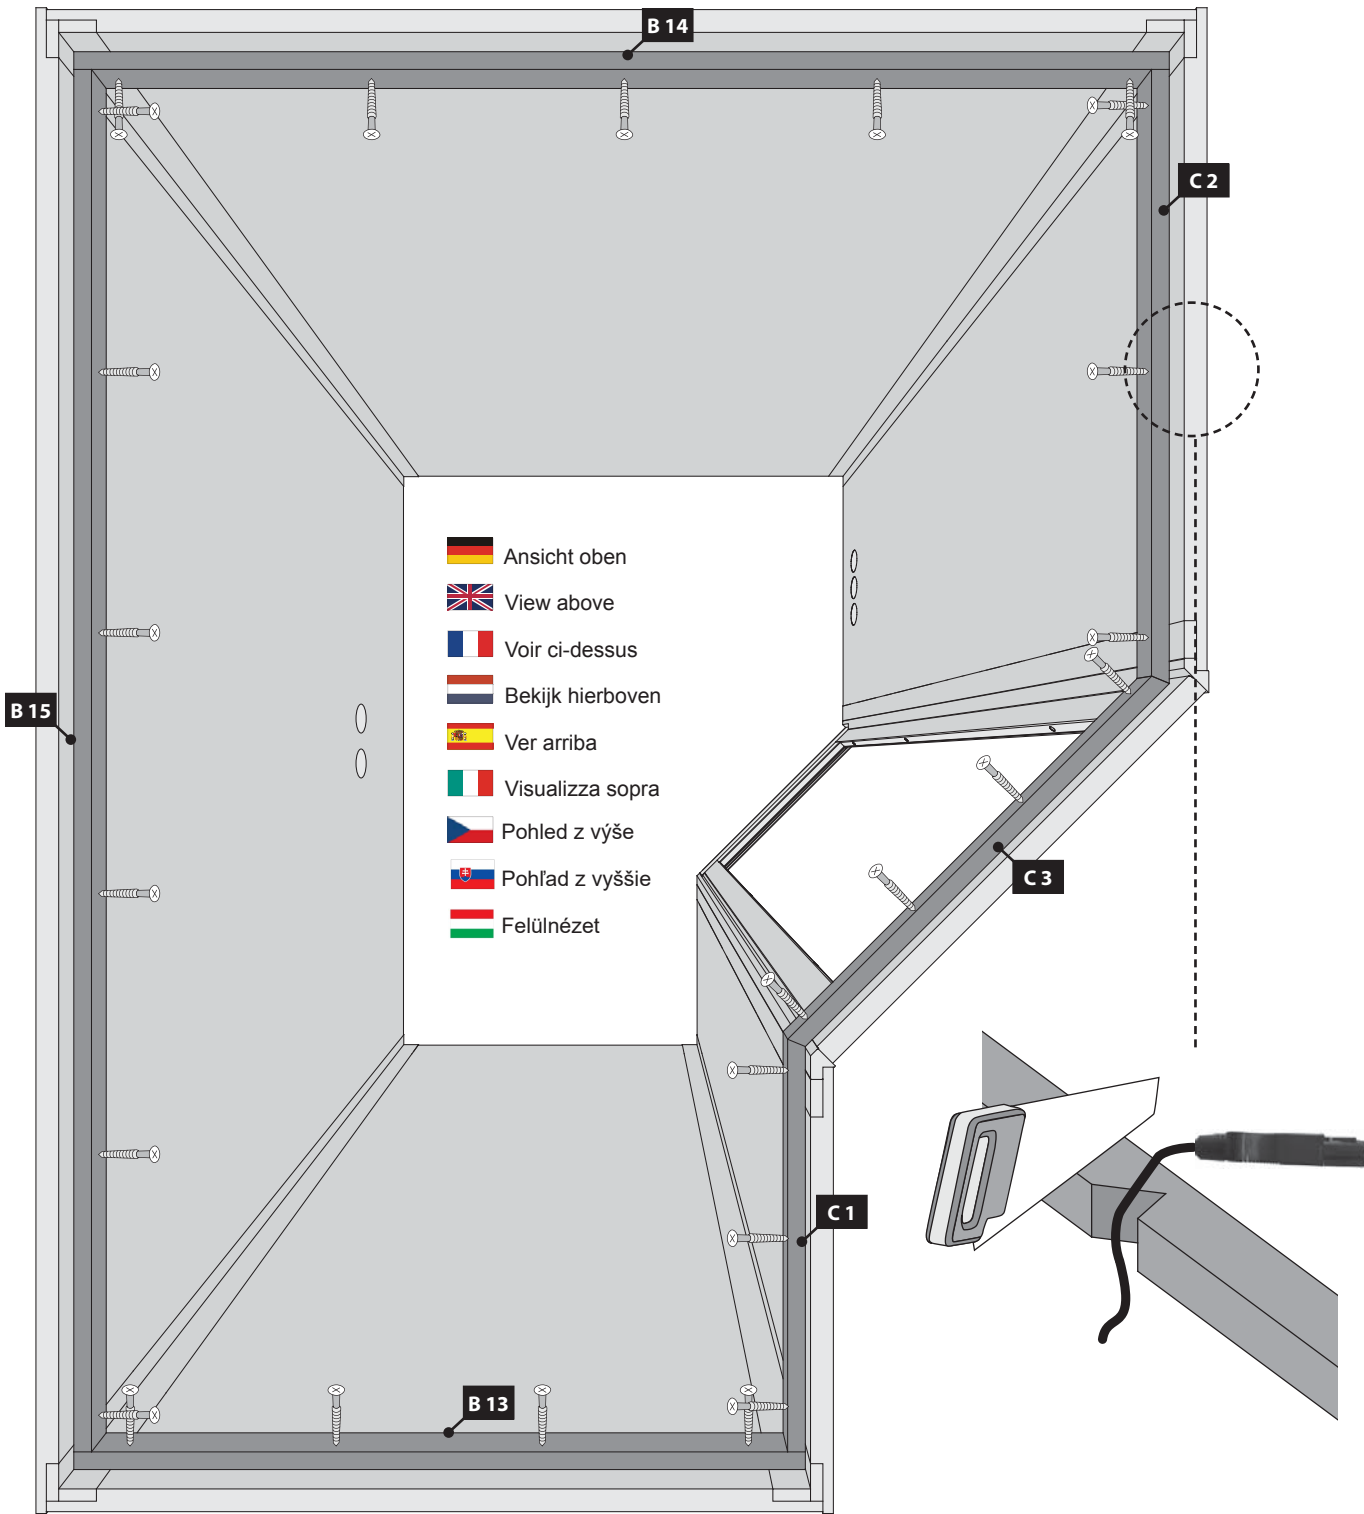 B 14
C 2
Ansicht oben
View above
Voir ci-dessus
Bekijk hierboven
B 15
Ver arriba
Visualizza sopra
Pohled z výše
Pohľad z vyššie
C 3
Felülnézet
C 1
B 13